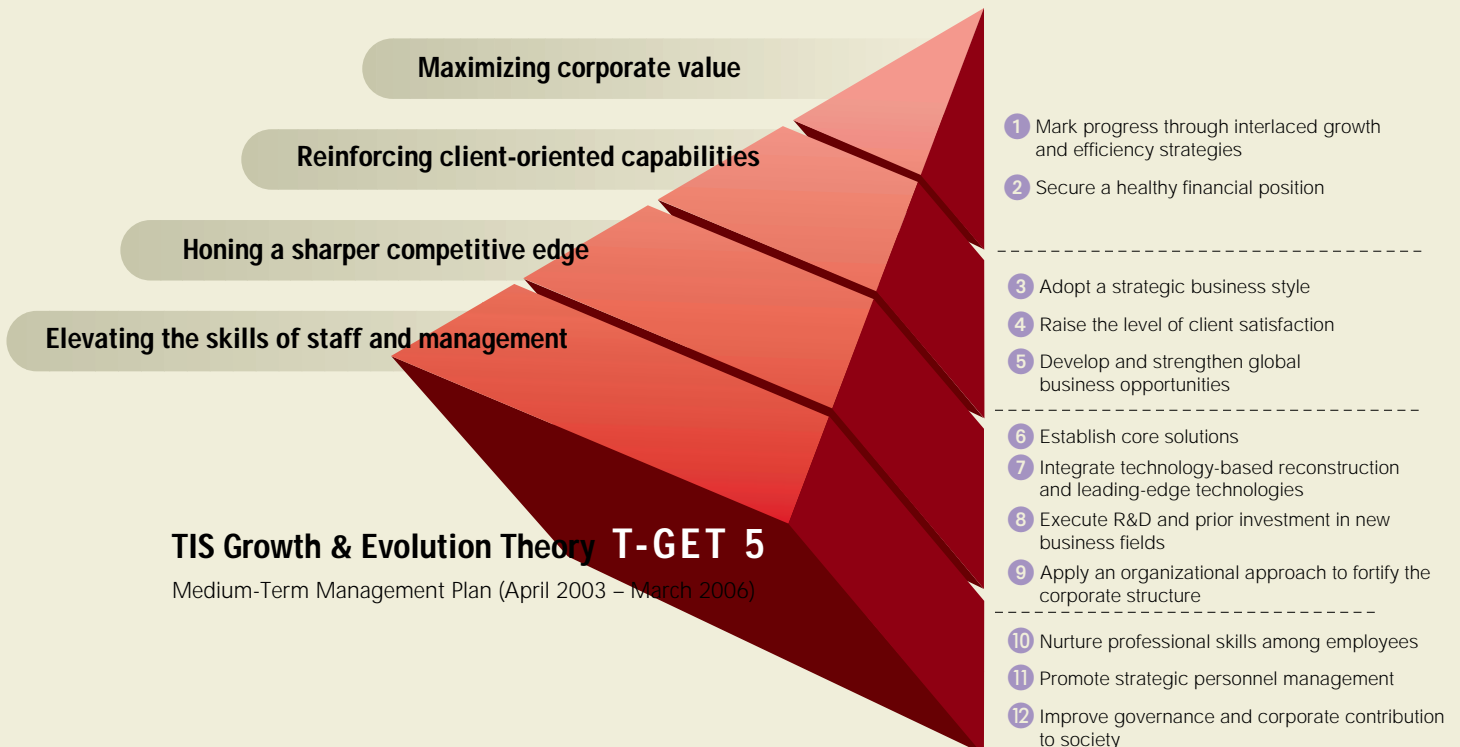 Maximizing corporate value
Reinforcing client-oriented capabilities
Honing a sharper competitive edge
Elevating the skills of staff and management
TIS Growth & Evolution Theory T-GET 5
Medium-Term Management Plan (April 2003 – March 2006)
1 Mark progress through interlaced growth
and efficiency strategies
2 Secure a healthy financial position
3 Adopt a strategic business style
4 Raise the level of client satisfaction
5 Develop and strengthen global
business opportunities
6 Establish core solutions
7 Integrate technology-based reconstruction
and leading-edge technologies
8 Execute R&D and prior investment in new
business fields
9 Apply an organizational approach to fortify the
corporate structure
10 Nurture professional skills among employees
11 Promote strategic personnel management
12 Improve governance and corporate contribution
to society